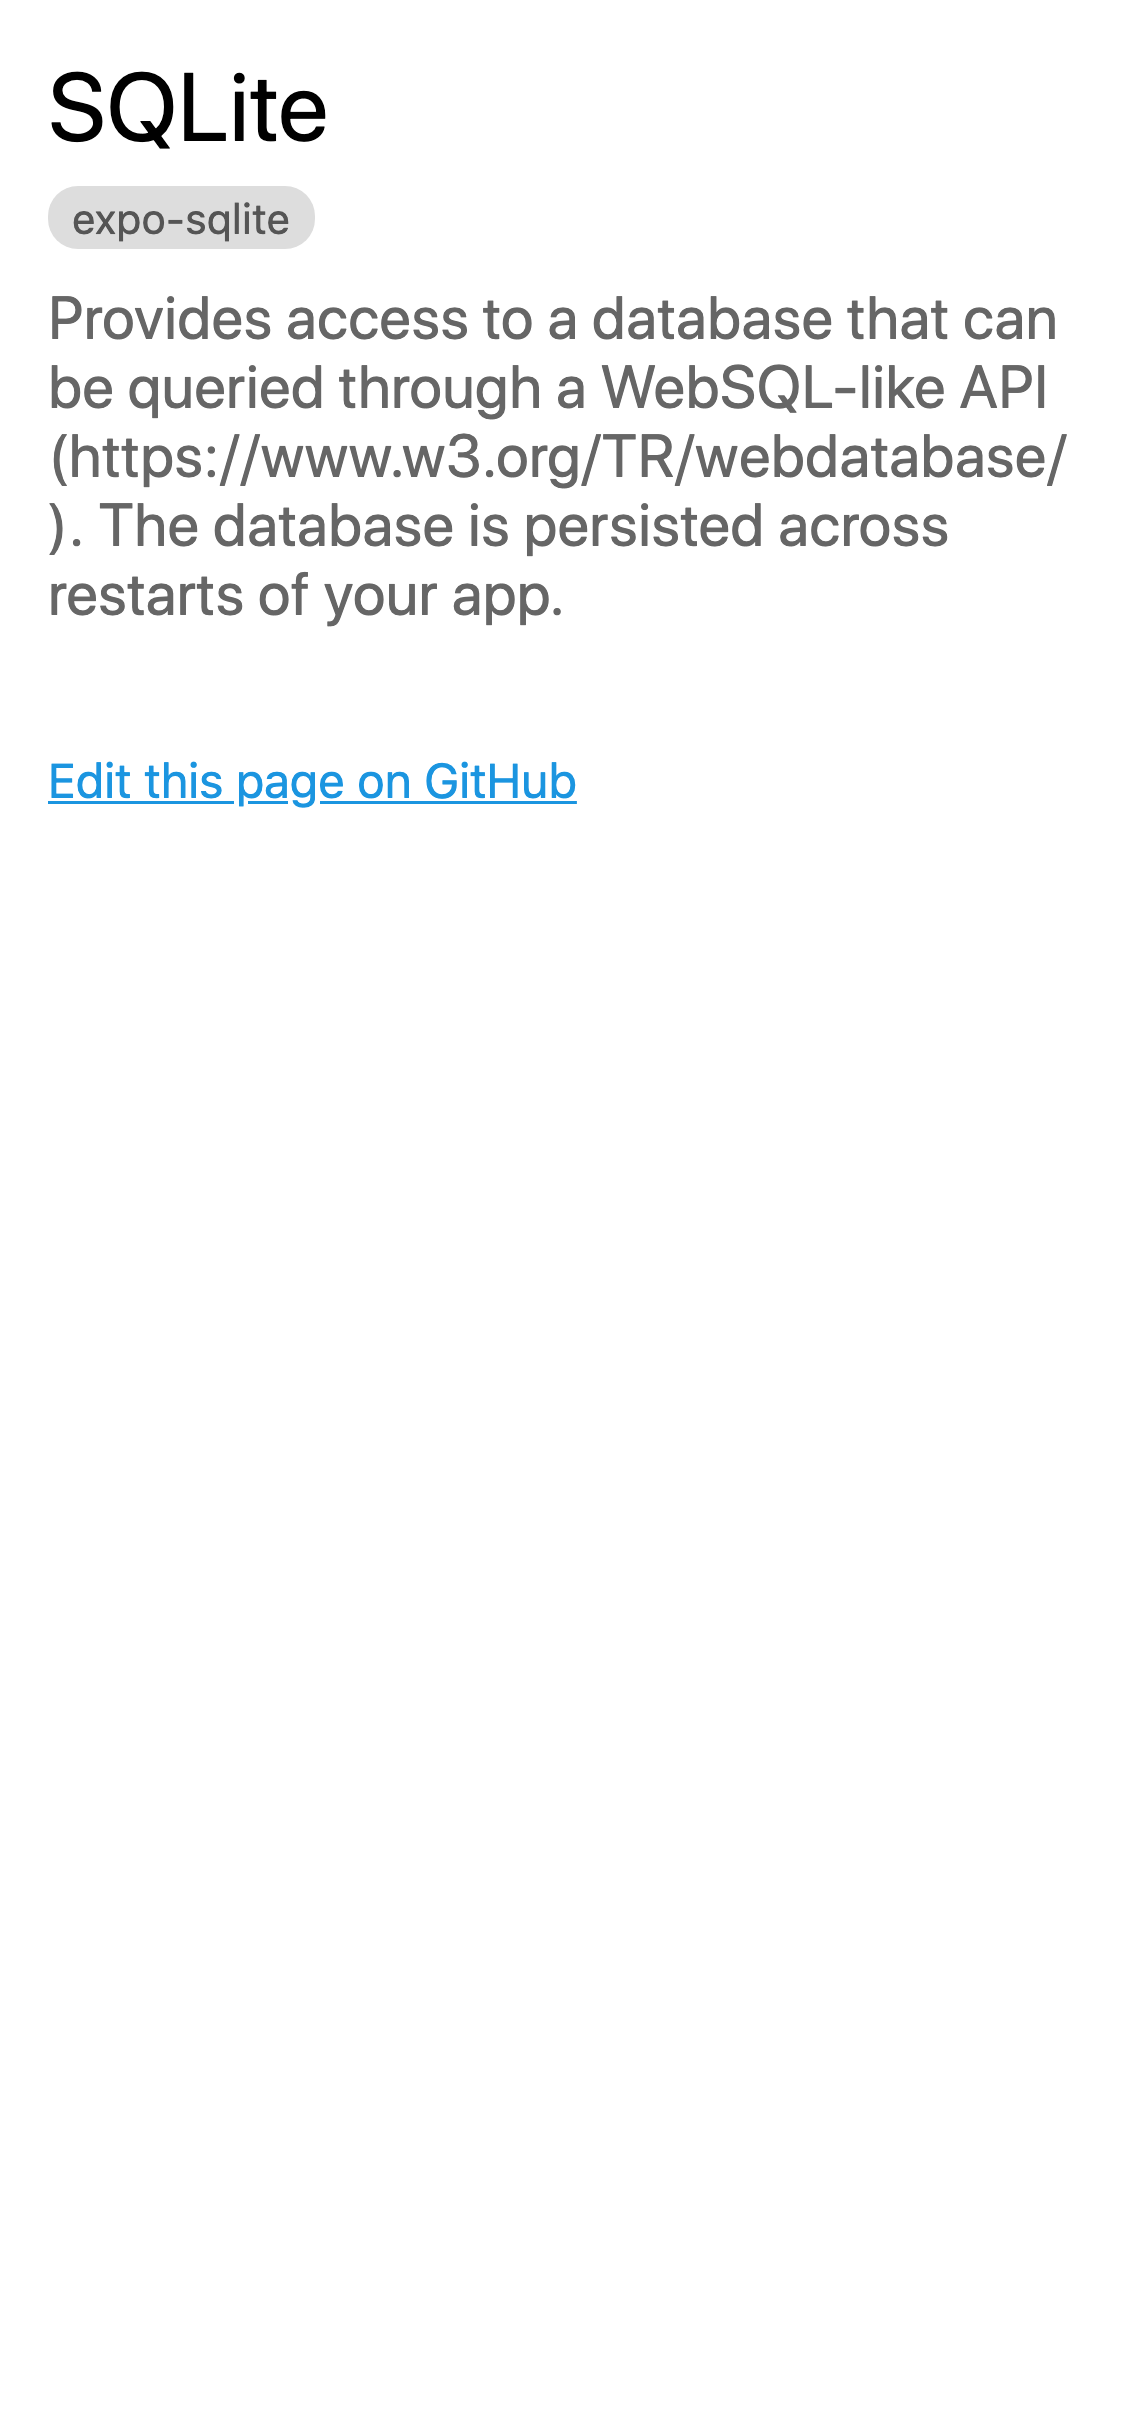 SQLite
expo-sqlite
Provides access to a database that can
be queried through a WebSQL-like API
(https://www.w3.org/TR/webdatabase/
). The database is persisted across
restarts of your app.
Edit this page on GitHub